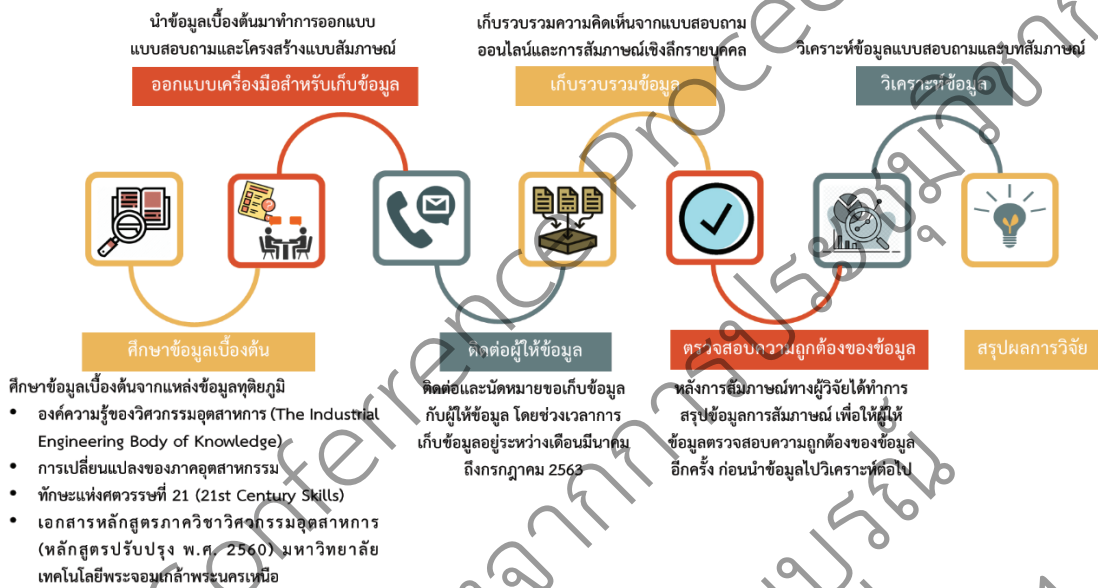 นำข้อมูลเบื้องต้นมาทำการออกแบบ
แบบสอบถามและโครงสร้างแบบสัมภาษณ์
ออกแบบเครื่องมือสำหรับเก็บข้อมูล
เก็บรวบรวมความคิดเห็นจากแบบสอบถาม
ออนไลน์และการสัมภาษณ์เชิงลึกรายบุคคล
เก็บรวบรวมข้อมูล
วิเคราะห์ข้อมูลแบบสอบถามและบทสัมภาษณ์
วิเคราะห์ข้อมูล
ศึกษาข้อมูลเบื้องต้น
ศึกษาข้อมูลเบื้องต้นจากแหล่งข้อมูลทุติยภูมิ
• องค์ความรู้ของวิศวกรรมอุตสาหการ (The Industrial
Engineering Body of Knowledge)
• การเปลี่ยนแปลงของภาคอุตสาหกรรม
• ทักษะแห่งศตวรรษที่ 21 (21st Century Skills)
• เอกสารหลักสูตรภาควิชาวิศวกรรมอุตสาหการ
(หลักสูตรปรับปรุง พ.ศ. 2560) มหาวิทยาลัย
เทคโนโลยีพระจอมเกล้าพระนครเหนือ
ติดต่อผู้ให้ข้อมูล
ติดต่อและนัดหมายขอเก็บข้อมูล
กับผู้ให้ข้อมูล โดยช่วงเวลาการ
เก็บข้อมูลอยู่ระหว่างเดือนมีนาคม
ถึงกรกฎาคม 2563
ตรวจสอบความถูกต้องของข้อมูล
หลังการสัมภาษณ์ทางผู้วิจัยได้ทำการ
สรุปข้อมูลการสัมภาษณ์ เพื่อให้ผู้ให้
ข้อมูลตรวจสอบความถูกต้องของข้อมูล
อีกครั้ง ก่อนนำข้อมูลไปวิเคราะห์ต่อไป
สรุปผลการวิจัย
Conference Proceed
จากการประชุมวิชาก